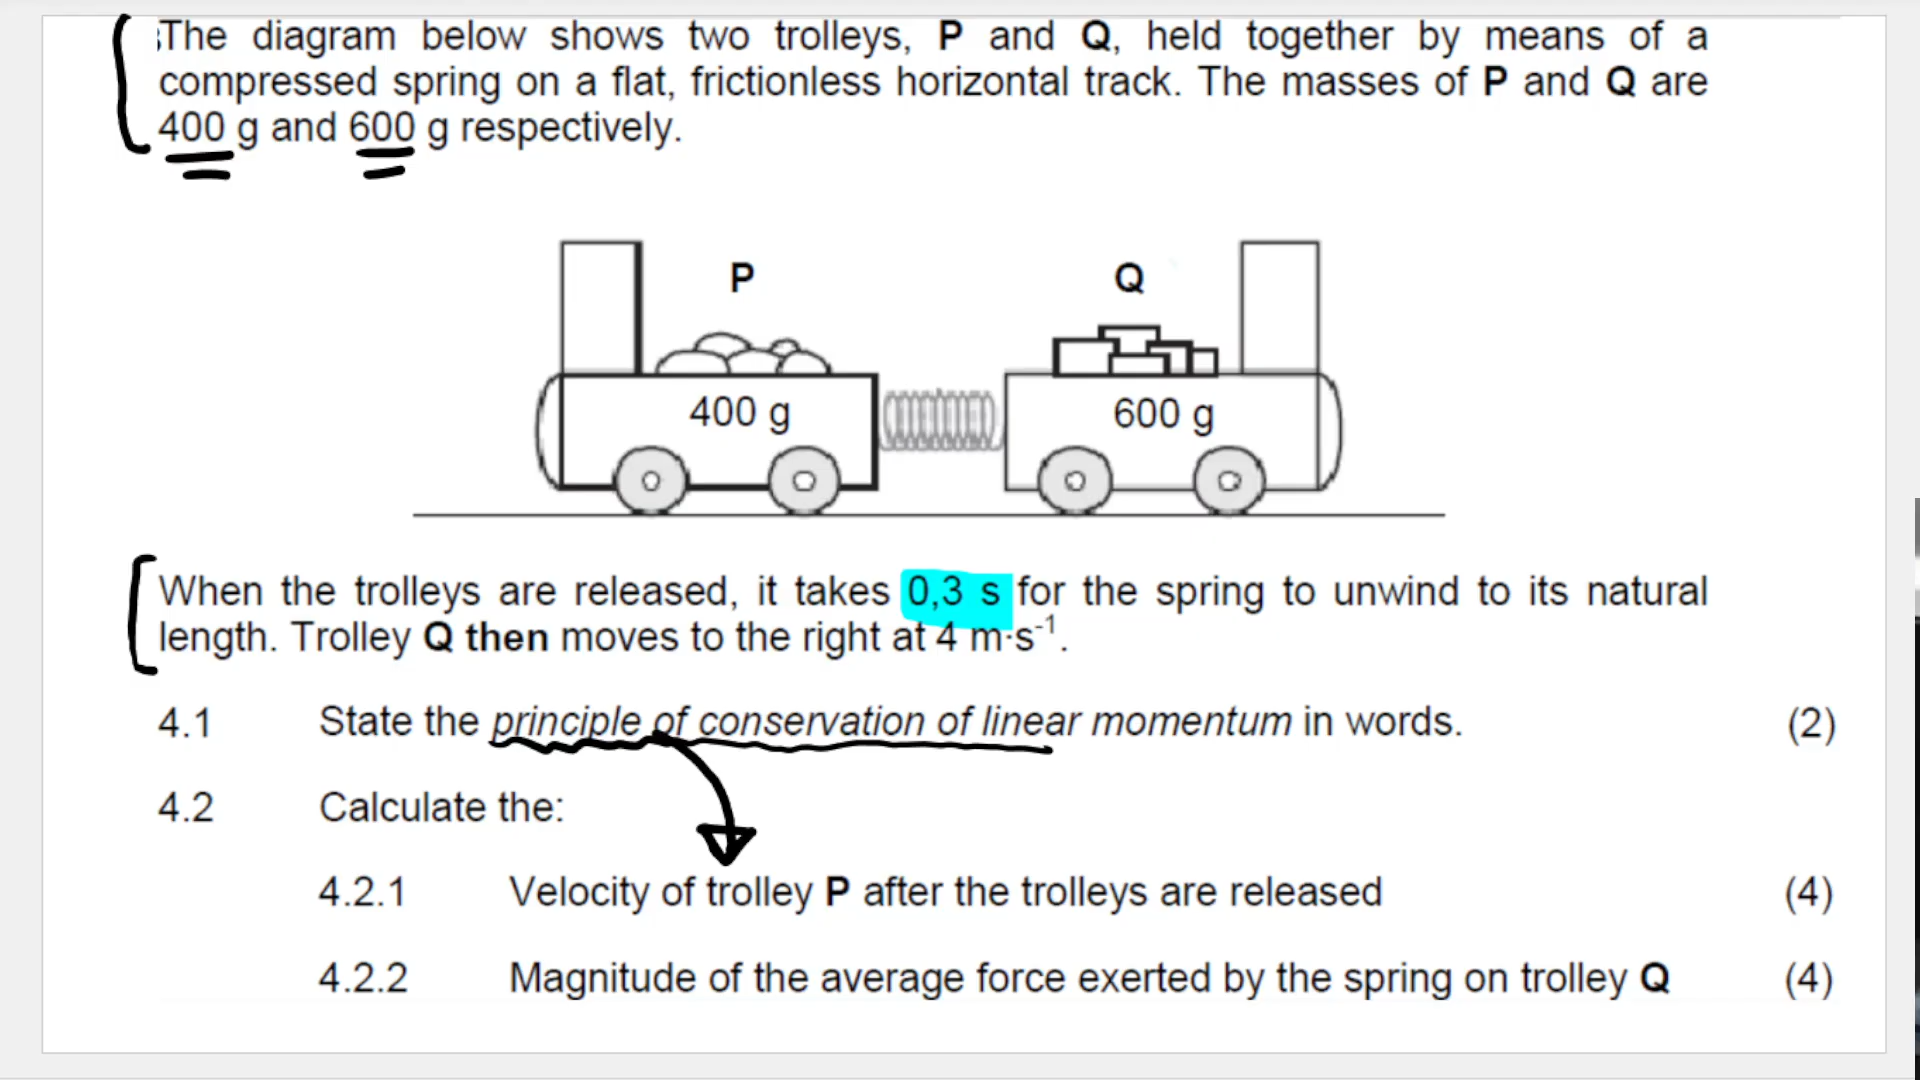 The diagram below shows two trolleys, P and Q, held together by means of a
compressed spring on a flat, frictionless horizontal track. The masses of P and Q are
400 g and 600 g respectively.
P
Q
400 g
600 g
When the trolleys are released, it takes 0,3 s for the spring to unwind to its natural
length. Trolley Q then moves to the right at 4 m·s⁻¹.
4.1 State the principle of conservation of linear momentum in words. (2)
4.2 Calculate the:
4.2.1 Velocity of trolley P after the trolleys are released (4)
4.2.2 Magnitude of the average force exerted by the spring on trolley Q (4)